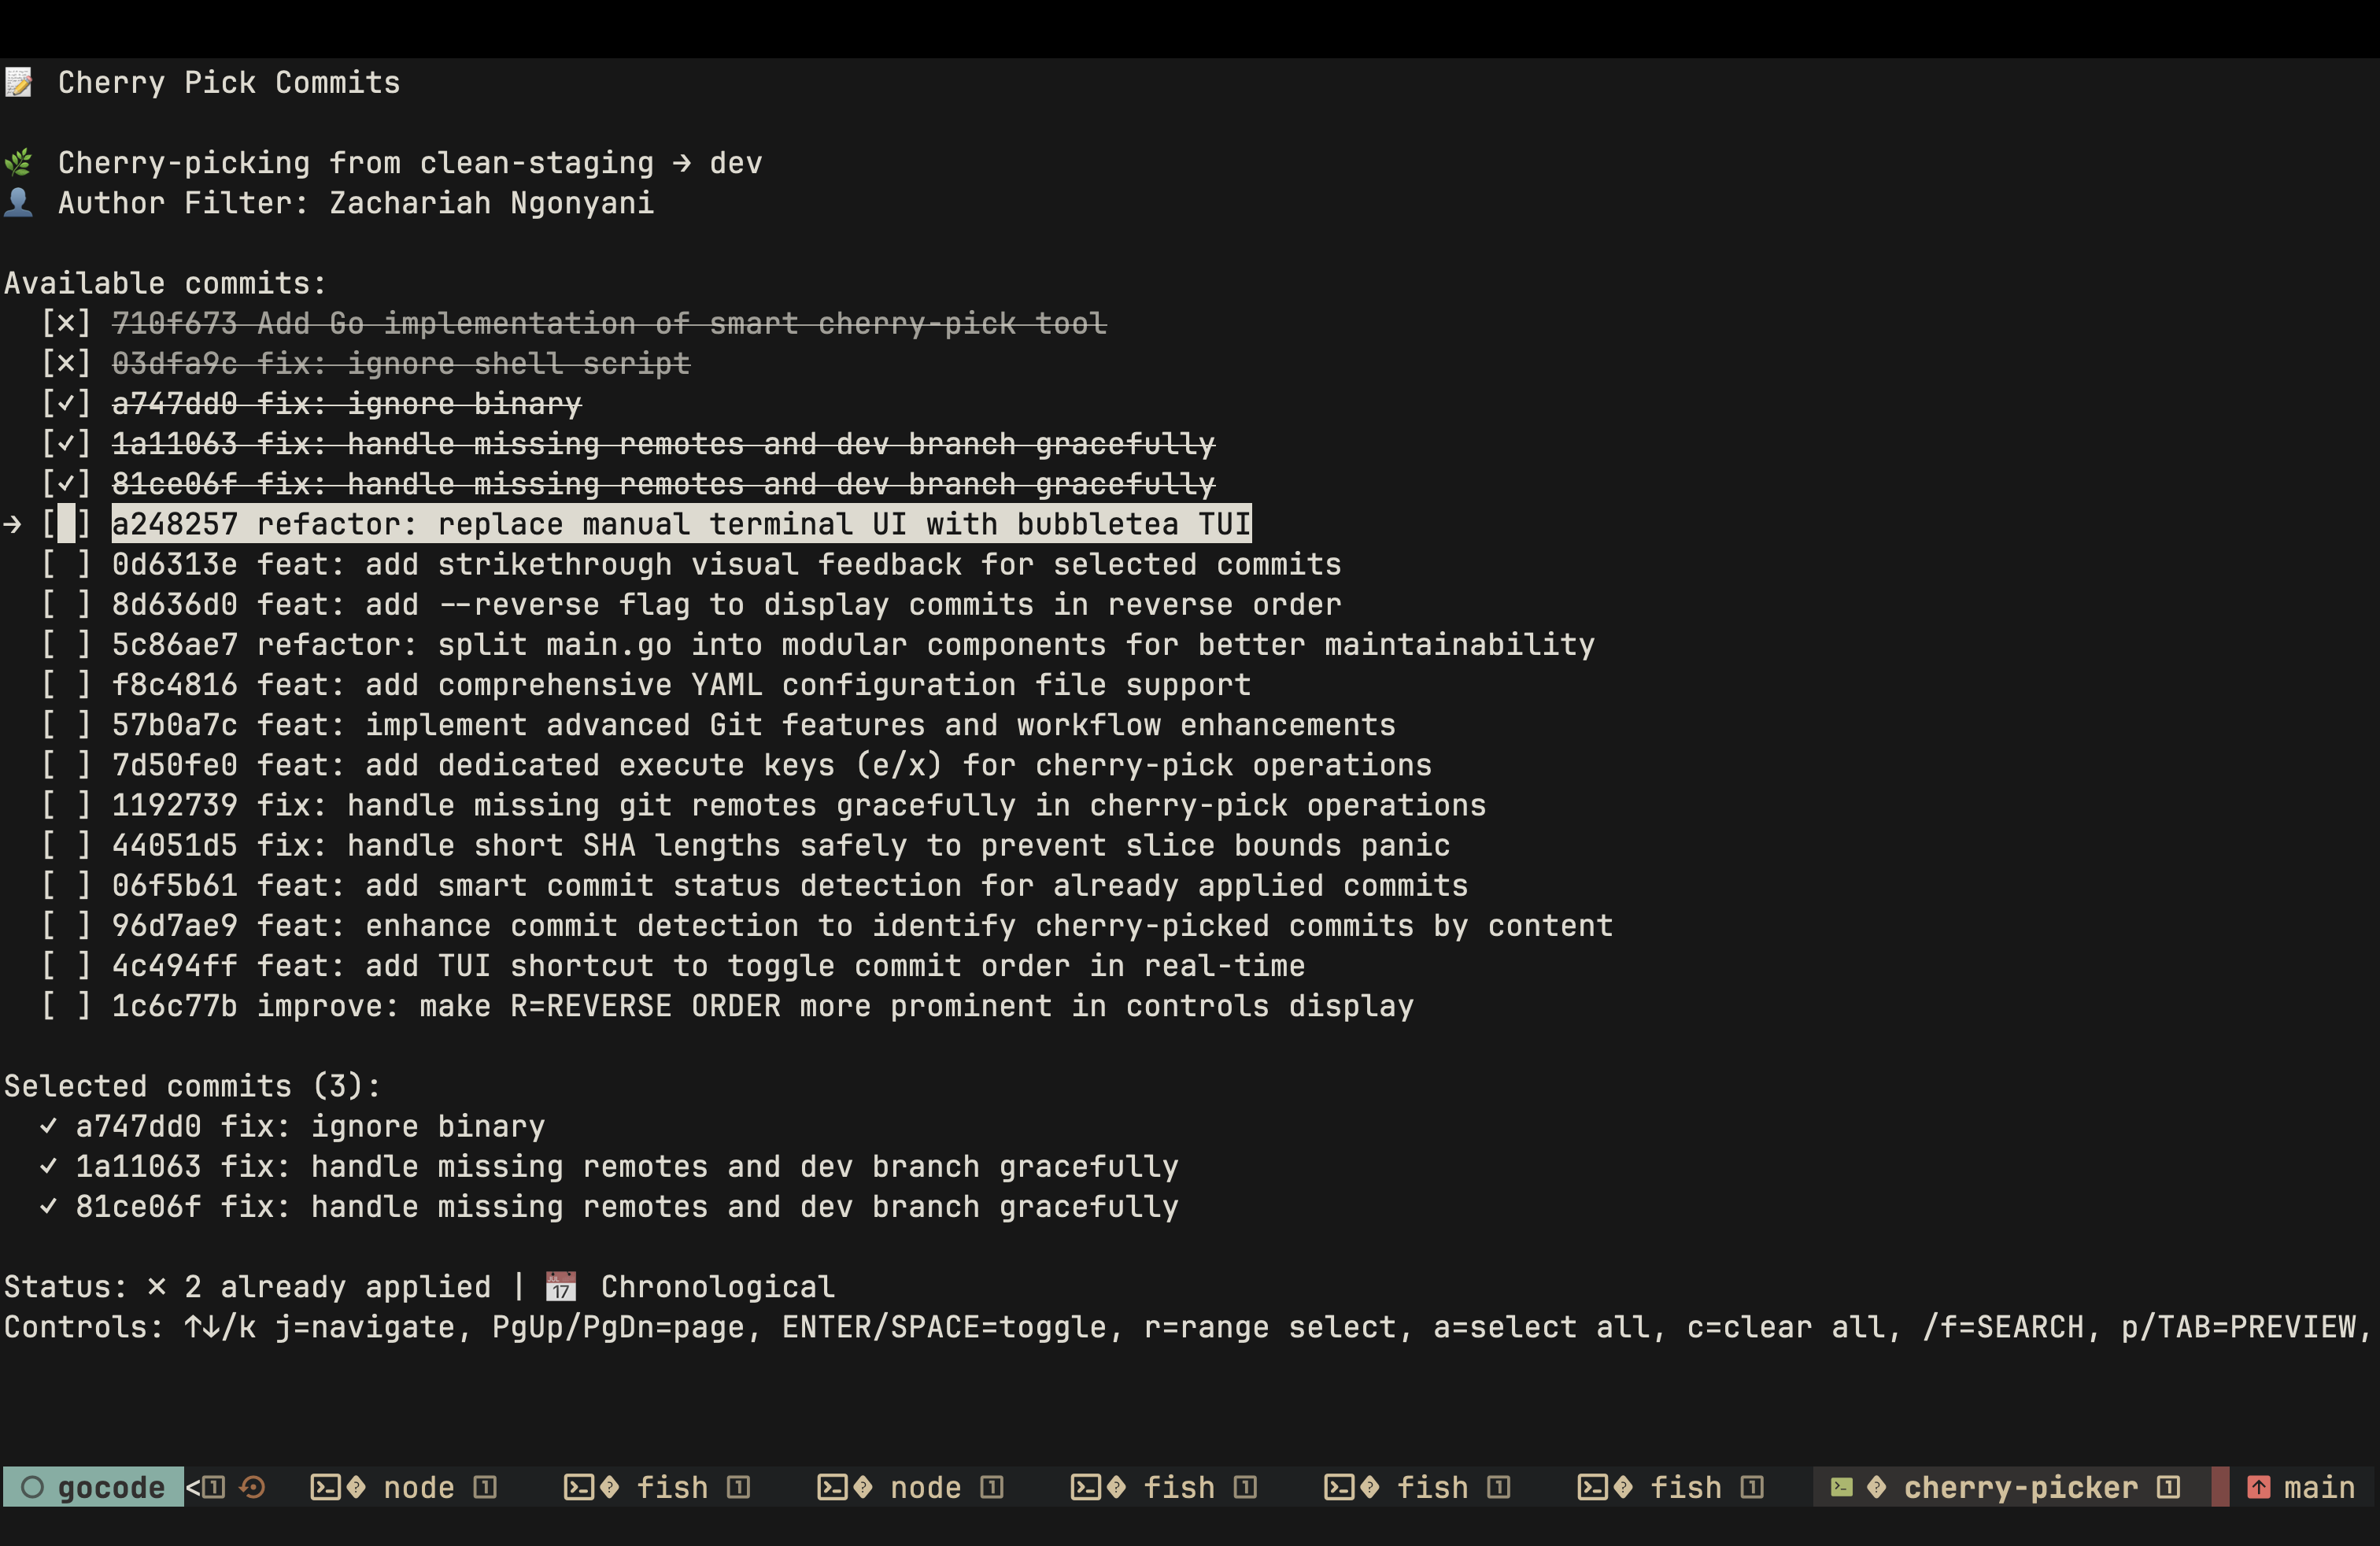 Cherry Pick Commits
Cherry-picking from clean-staging → dev
Author Filter: Zachariah Ngonyani
Available commits:
[×] 710f673 Add Go implementation of smart cherry-pick tool
[×] 03dfa9c fix: ignore shell script
[✓] a747dd0 fix: ignore binary
[✓] 1a11063 fix: handle missing remotes and dev branch gracefully
[✓] 81ce06f fix: handle missing remotes and dev branch gracefully
→ [ ] a248257 refactor: replace manual terminal UI with bubbletea TUI
[ ] 0d6313e feat: add strikethrough visual feedback for selected commits
[ ] 8d636d0 feat: add --reverse flag to display commits in reverse order
[ ] 5c86ae7 refactor: split main.go into modular components for better maintainability
[ ] f8c4816 feat: add comprehensive YAML configuration file support
[ ] 57b0a7c feat: implement advanced Git features and workflow enhancements
[ ] 7d50fe0 feat: add dedicated execute keys (e/x) for cherry-pick operations
[ ] 1192739 fix: handle missing git remotes gracefully in cherry-pick operations
[ ] 44051d5 fix: handle short SHA lengths safely to prevent slice bounds panic
[ ] 06f5b61 feat: add smart commit status detection for already applied commits
[ ] 96d7ae9 feat: enhance commit detection to identify cherry-picked commits by content
[ ] 4c494ff feat: add TUI shortcut to toggle commit order in real-time
[ ] 1c6c77b improve: make R=REVERSE ORDER more prominent in controls display
Selected commits (3):
✓ a747dd0 fix: ignore binary
✓ 1a11063 fix: handle missing remotes and dev branch gracefully
✓ 81ce06f fix: handle missing remotes and dev branch gracefully
Status: × 2 already applied | 📅 Chronological
Controls: ↑↓/k j=navigate, PgUp/PgDn=page, ENTER/SPACE=toggle, r=range select, a=select all, c=clear all, /f=SEARCH, p/TAB=PREVIEW,
gocode <1 node 1 fish 1 node 1 fish 1 fish 1 fish 1 cherry-picker 1 main